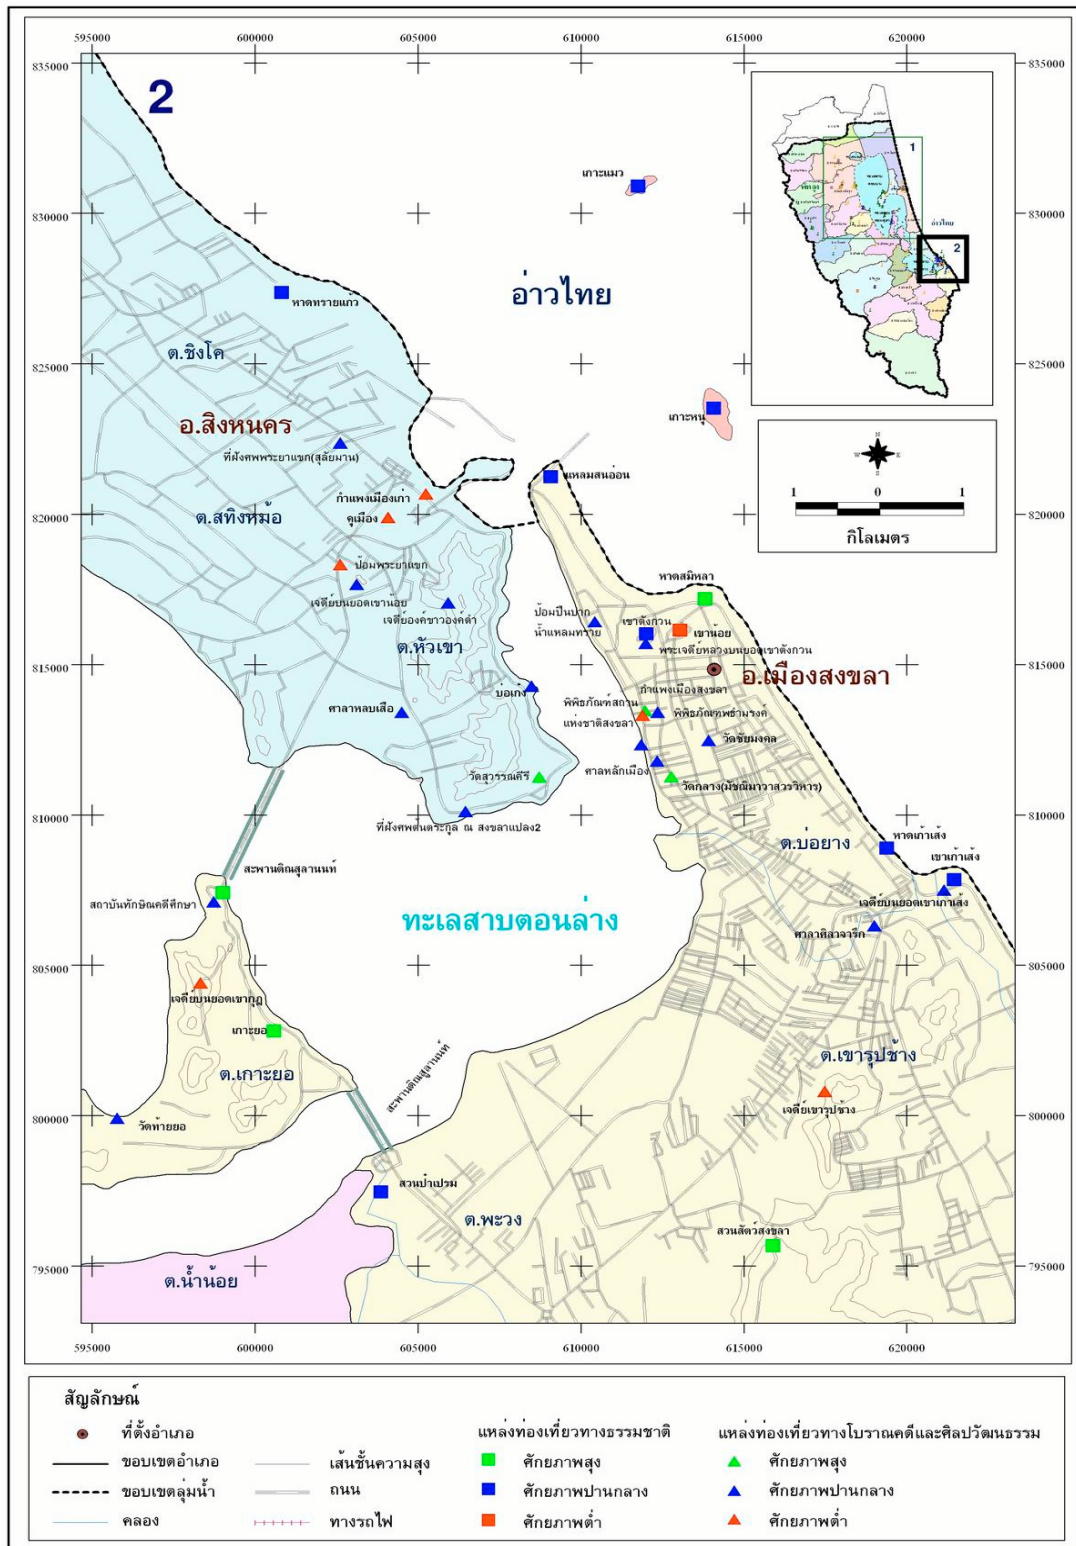 595000 600000 605000 610000 615000 620000
835000 835000
2
830000 830000
825000 825000
820000 820000
815000 815000
810000 810000
805000 805000
800000 800000
795000 795000
เกาะแมว
อ่าวไทย
หาดทรายแก้ว
ต.ชิงโค
อ.สิงหนคร
ที่ฝังศพพระยาแขก(สุลัยมาน)
เกาะหนู
แหลมสนอ่อน
กำแพงเมืองเก่า
คูเมือง
ต.สทิงหม้อ
ป้อมพระยาแขก
เจดีย์บนยอดเขาน้อย
เจดีย์องค์ขาวองค์ดำ
ต.หัวเขา
ศาลาหลบเสือ
บ่อเก๋ง
วัดสุวรรณคีรี
ที่ฝังศพต้นตระกูล ณ สงขลาแปลง2
1
2
อ่าวไทย
N
W E
S
1 0 1
กิโลเมตร
หาดสมิหลา
ป้อมปืนปาก
น้ำแหลมทราย
เขาตังกวน
เขาน้อย
พระเจดีย์หลวงบนยอดเขาตังกวน
อ.เมืองสงขลา
กำแพงเมืองสงขลา
พิพิธภัณฑ์สถาน
แห่งชาติสงขลา
พิพิธภัณฑ์พธำมรงค์
วัดชัยมงคล
ศาลหลักเมือง
วัดกลาง(มัชฌิมาวาสวรวิหาร)
ต.บ่อยาง
หาดเก้าเส้ง
เขาเก้าเส้ง
เจดีย์บนยอดเขาเก้าเส้ง
ศาลาศิลาจารึก
สะพานติณสูลานนท์
สถาบันทักษิณคดีศึกษา
ทะเลสาบตอนล่าง
เจดีย์บนยอดเขากุฎ
เกาะยอ
ต.เกาะยอ
สะพานติณสูลานนท์
วัดท้ายยอ
สวนป๋าเปรม
ต.พะวง
ต.น้ำน้อย
ต.เขารูปช้าง
เจดีย์เขารูปช้าง
สวนสัตว์สงขลา
595000 600000 605000 610000 615000 620000
สัญลักษณ์
ที่ตั้งอำเภอ
ขอบเขตอำเภอ
ขอบเขตลุ่มน้ำ
คลอง
เส้นชั้นความสูง
ถนน
ทางรถไฟ
แหล่งท่องเที่ยวทางธรรมชาติ
ศักยภาพสูง
ศักยภาพปานกลาง
ศักยภาพต่ำ
แหล่งท่องเที่ยวทางโบราณคดีและศิลปวัฒนธรรม
ศักยภาพสูง
ศักยภาพปานกลาง
ศักยภาพต่ำ